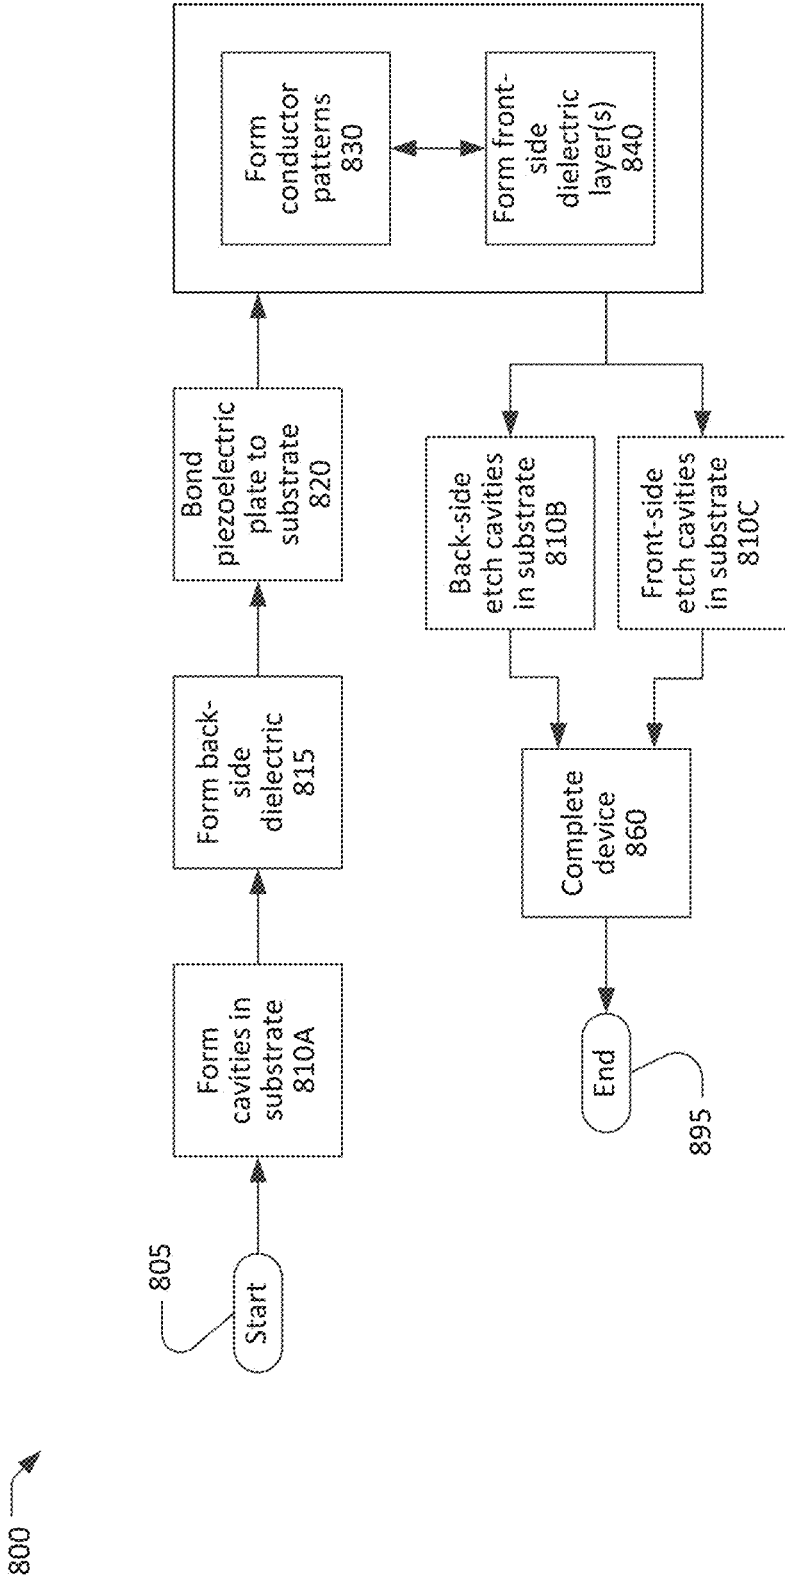 800
805
Start
Form
cavities in
substrate
810A
Form back-
side
dielectric
815
Bond
piezoelectric
plate to
substrate
820
Form
conductor
patterns
830
Form front-
side
dielectric
layer(s)
840
Back-side
etch cavities
in substrate
810B
Front-side
etch cavities
in substrate
810C
Complete
device
860
End
895